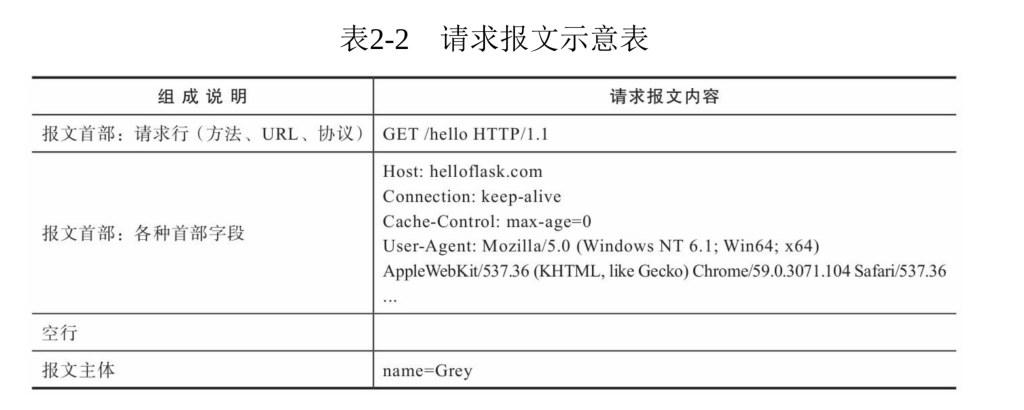 表2-2 请求报文示意表
组成说明 请求报文内容
报文首部：请求行（方法、URL、协议） GET /hello HTTP/1.1
报文首部：各种首部字段
Host: helloflask.com
Connection: keep-alive
Cache-Control: max-age=0
User-Agent: Mozilla/5.0 (Windows NT 6.1; Win64; x64)
AppleWebKit/537.36 (KHTML, like Gecko) Chrome/59.0.3071.104 Safari/537.36
...
空行
报文主体 name=Grey